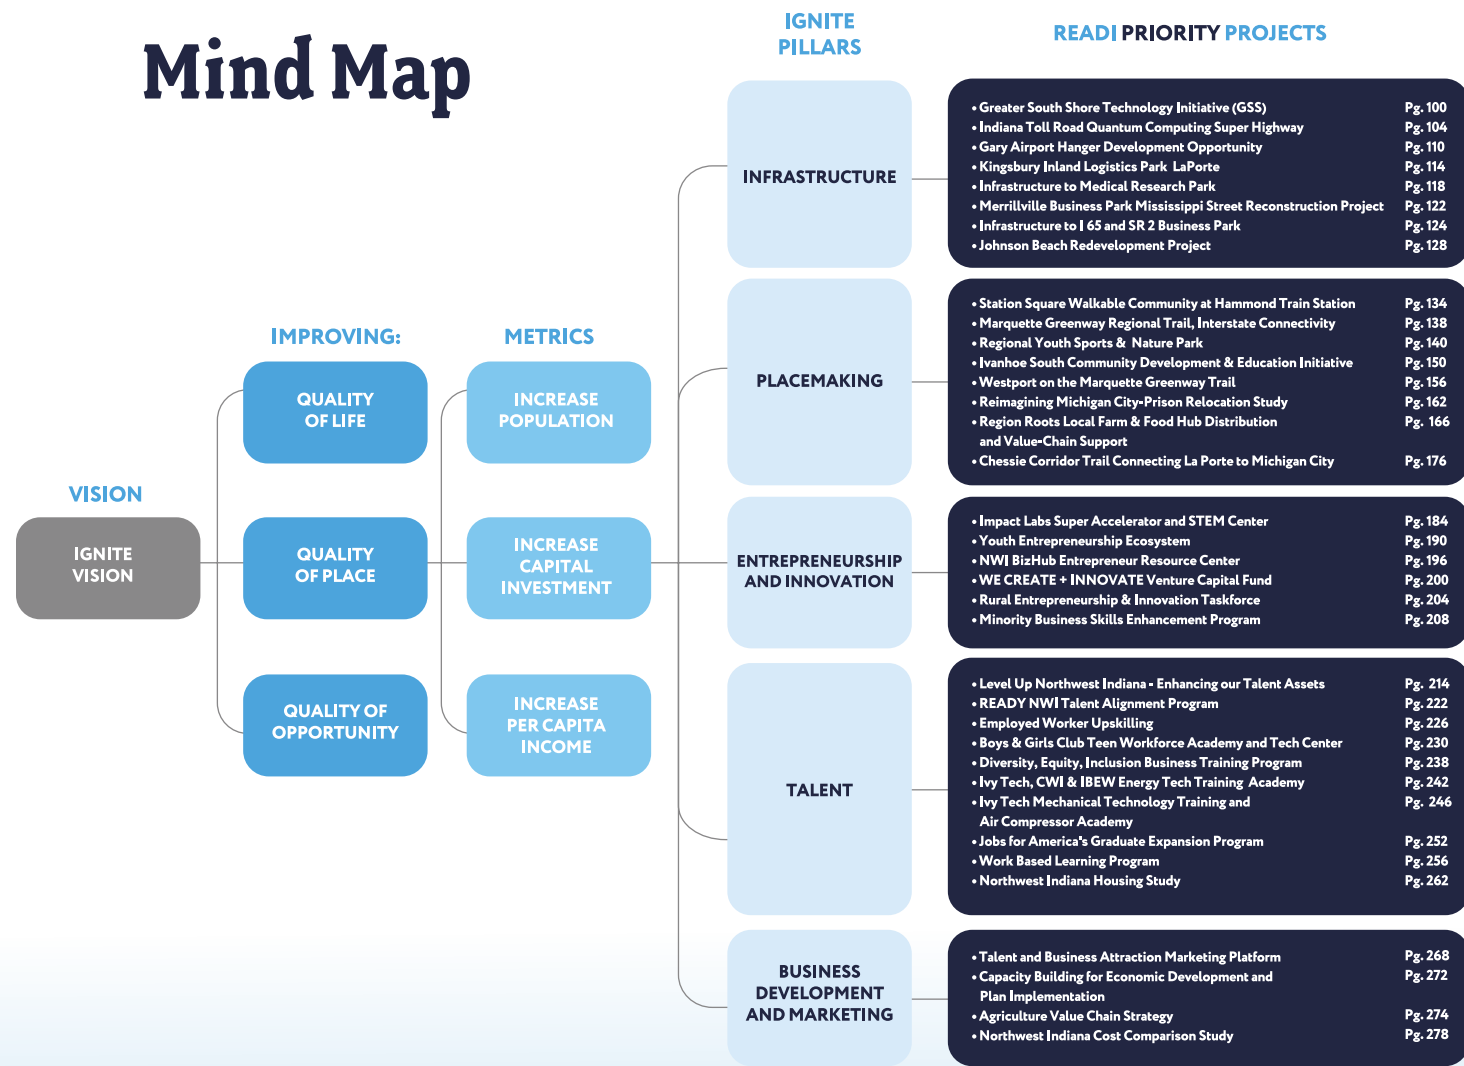 Mind Map
IGNITE
PILLARS
READI PRIORITY PROJECTS
VISION
IGNITE
VISION
IMPROVING:
QUALITY
OF LIFE
QUALITY
OF PLACE
QUALITY OF
OPPORTUNITY
METRICS
INCREASE
POPULATION
INCREASE
CAPITAL
INVESTMENT
INCREASE
PER CAPITA
INCOME
INFRASTRUCTURE
• Greater South Shore Technology Initiative (GSS) Pg. 100
• Indiana Toll Road Quantum Computing Super Highway Pg. 104
• Gary Airport Hanger Development Opportunity Pg. 110
• Kingsbury Inland Logistics Park LaPorte Pg. 114
• Infrastructure to Medical Research Park Pg. 118
• Merrillville Business Park Mississippi Street Reconstruction Project Pg. 122
• Infrastructure to I 65 and SR 2 Business Park Pg. 124
• Johnson Beach Redevelopment Project Pg. 128
PLACEMAKING
• Station Square Walkable Community at Hammond Train Station Pg. 134
• Marquette Greenway Regional Trail, Interstate Connectivity Pg. 138
• Regional Youth Sports & Nature Park Pg. 140
• Ivanhoe South Community Development & Education Initiative Pg. 150
• Westport on the Marquette Greenway Trail Pg. 156
• Reimagining Michigan City-Prison Relocation Study Pg. 162
• Region Roots Local Farm & Food Hub Distribution Pg. 166
and Value-Chain Support
• Chessie Corridor Trail Connecting La Porte to Michigan City Pg. 176
ENTREPRENEURSHIP
AND INNOVATION
• Impact Labs Super Accelerator and STEM Center Pg. 184
• Youth Entrepreneurship Ecosystem Pg. 190
• NWI BizHub Entrepreneur Resource Center Pg. 196
• WE CREATE + INNOVATE Venture Capital Fund Pg. 200
• Rural Entrepreneurship & Innovation Taskforce Pg. 204
• Minority Business Skills Enhancement Program Pg. 208
TALENT
• Level Up Northwest Indiana - Enhancing our Talent Assets Pg. 214
• READY NWI Talent Alignment Program Pg. 222
• Employed Worker Upskilling Pg. 226
• Boys & Girls Club Teen Workforce Academy and Tech Center Pg. 230
• Diversity, Equity, Inclusion Business Training Program Pg. 238
• Ivy Tech, CWI & IBEW Energy Tech Training Academy Pg. 242
• Ivy Tech Mechanical Technology Training and Pg. 246
Air Compressor Academy
• Jobs for America's Graduate Expansion Program Pg. 252
• Work Based Learning Program Pg. 256
• Northwest Indiana Housing Study Pg. 262
BUSINESS
DEVELOPMENT
AND MARKETING
• Talent and Business Attraction Marketing Platform Pg. 268
• Capacity Building for Economic Development and Pg. 272
Plan Implementation
• Agriculture Value Chain Strategy Pg. 274
• Northwest Indiana Cost Comparison Study Pg. 278